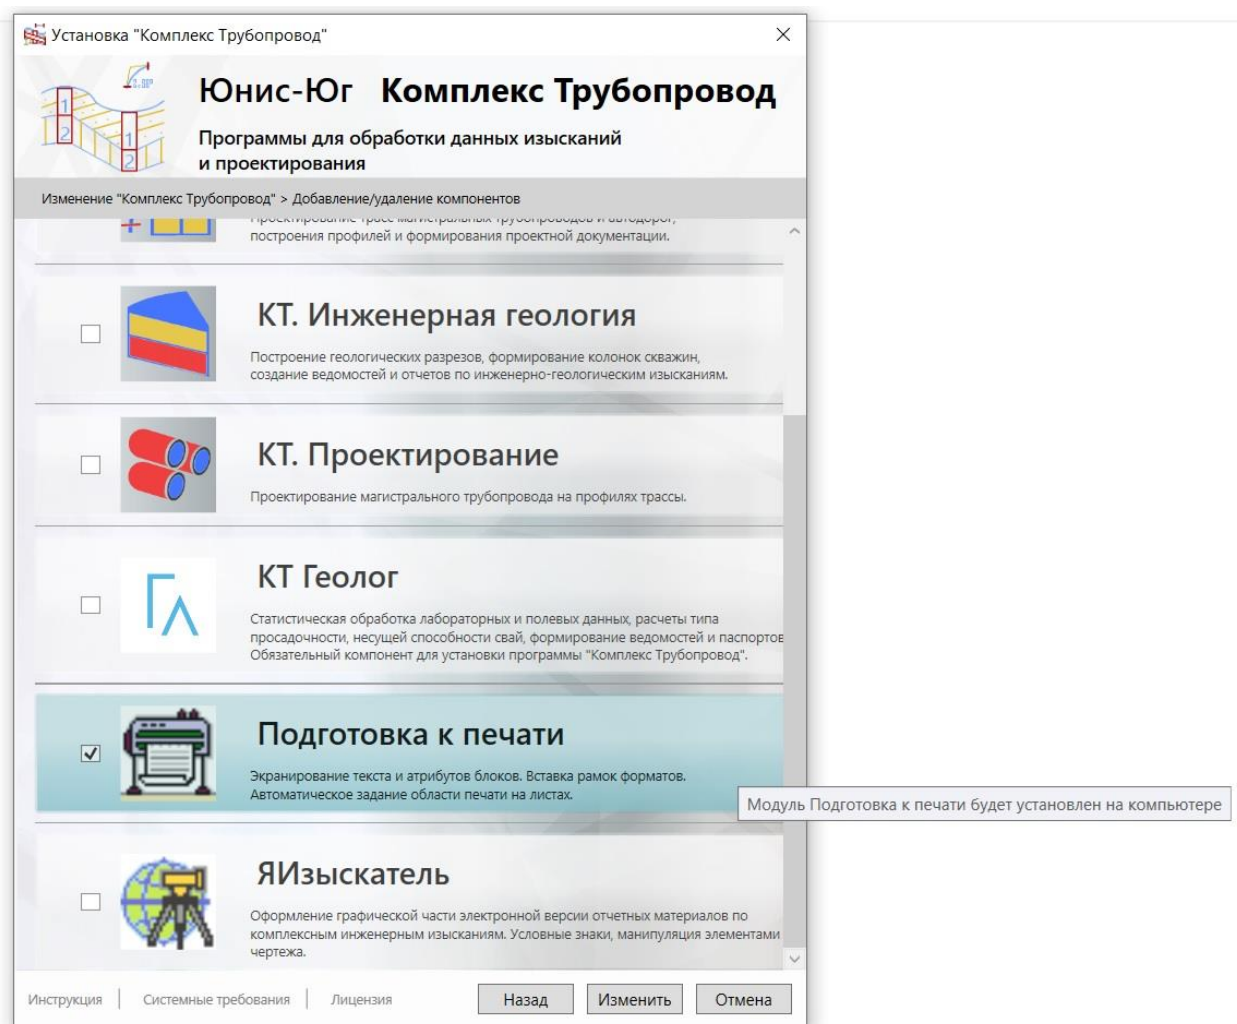 Установка "Комплекс Трубопровод"
Юнис-Юг Комплекс Трубопровод
Программы для обработки данных изысканий
и проектирования
Изменение "Комплекс Трубопровод" > Добавление/удаление компонентов
Проектирование трасс магистральных трубопроводов и автодорог,
построения профилей и формирования проектной документации.
КТ. Инженерная геология
Построение геологических разрезов, формирование колонок скважин,
создание ведомостей и отчетов по инженерно-геологическим изысканиям.
КТ. Проектирование
Проектирование магистрального трубопровода на профилях трассы.
КТ Геолог
Статистическая обработка лабораторных и полевых данных, расчеты типа
просадочности, несущей способности свай, формирование ведомостей и паспортов
Обязательный компонент для установки программы "Комплекс Трубопровод".
Подготовка к печати
Экранирование текста и атрибутов блоков. Вставка рамок форматов.
Автоматическое задание области печати на листах.
Модуль Подготовка к печати будет установлен на компьютере
ЯИзыскатель
Оформление графической части электронной версии отчетных материалов по
комплексным инженерным изысканиям. Условные знаки, манипуляция элементами
чертежа.
Инструкция Системные требования Лицензия Назад Изменить Отмена